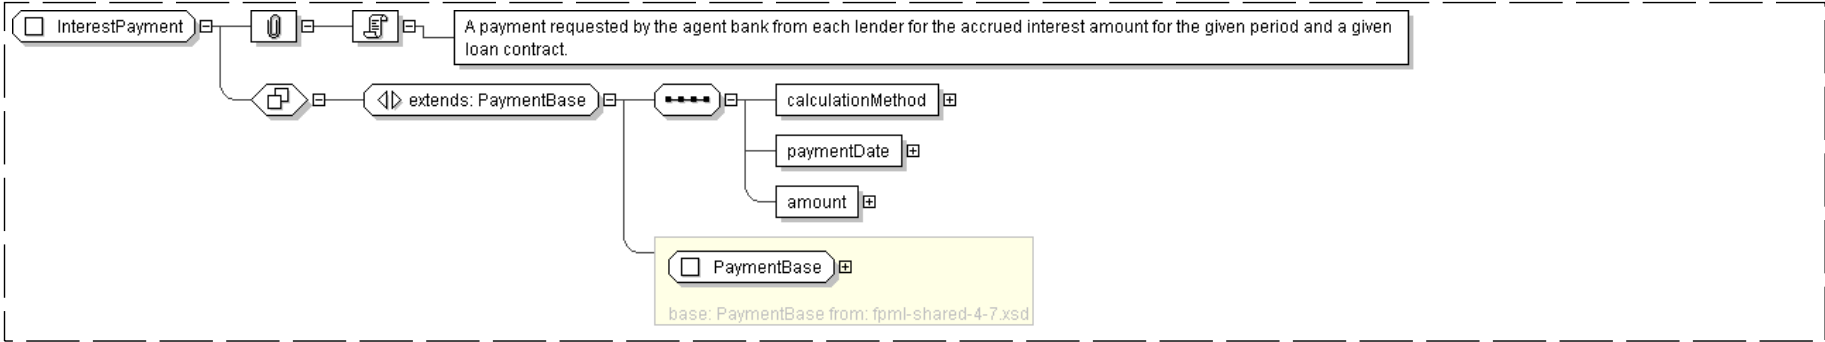 InterestPayment
A payment requested by the agent bank from each lender for the accrued interest amount for the given period and a given
loan contract.
extends: PaymentBase
calculationMethod
paymentDate
amount
PaymentBase
base: PaymentBase from: fpml-shared-4-7.xsd